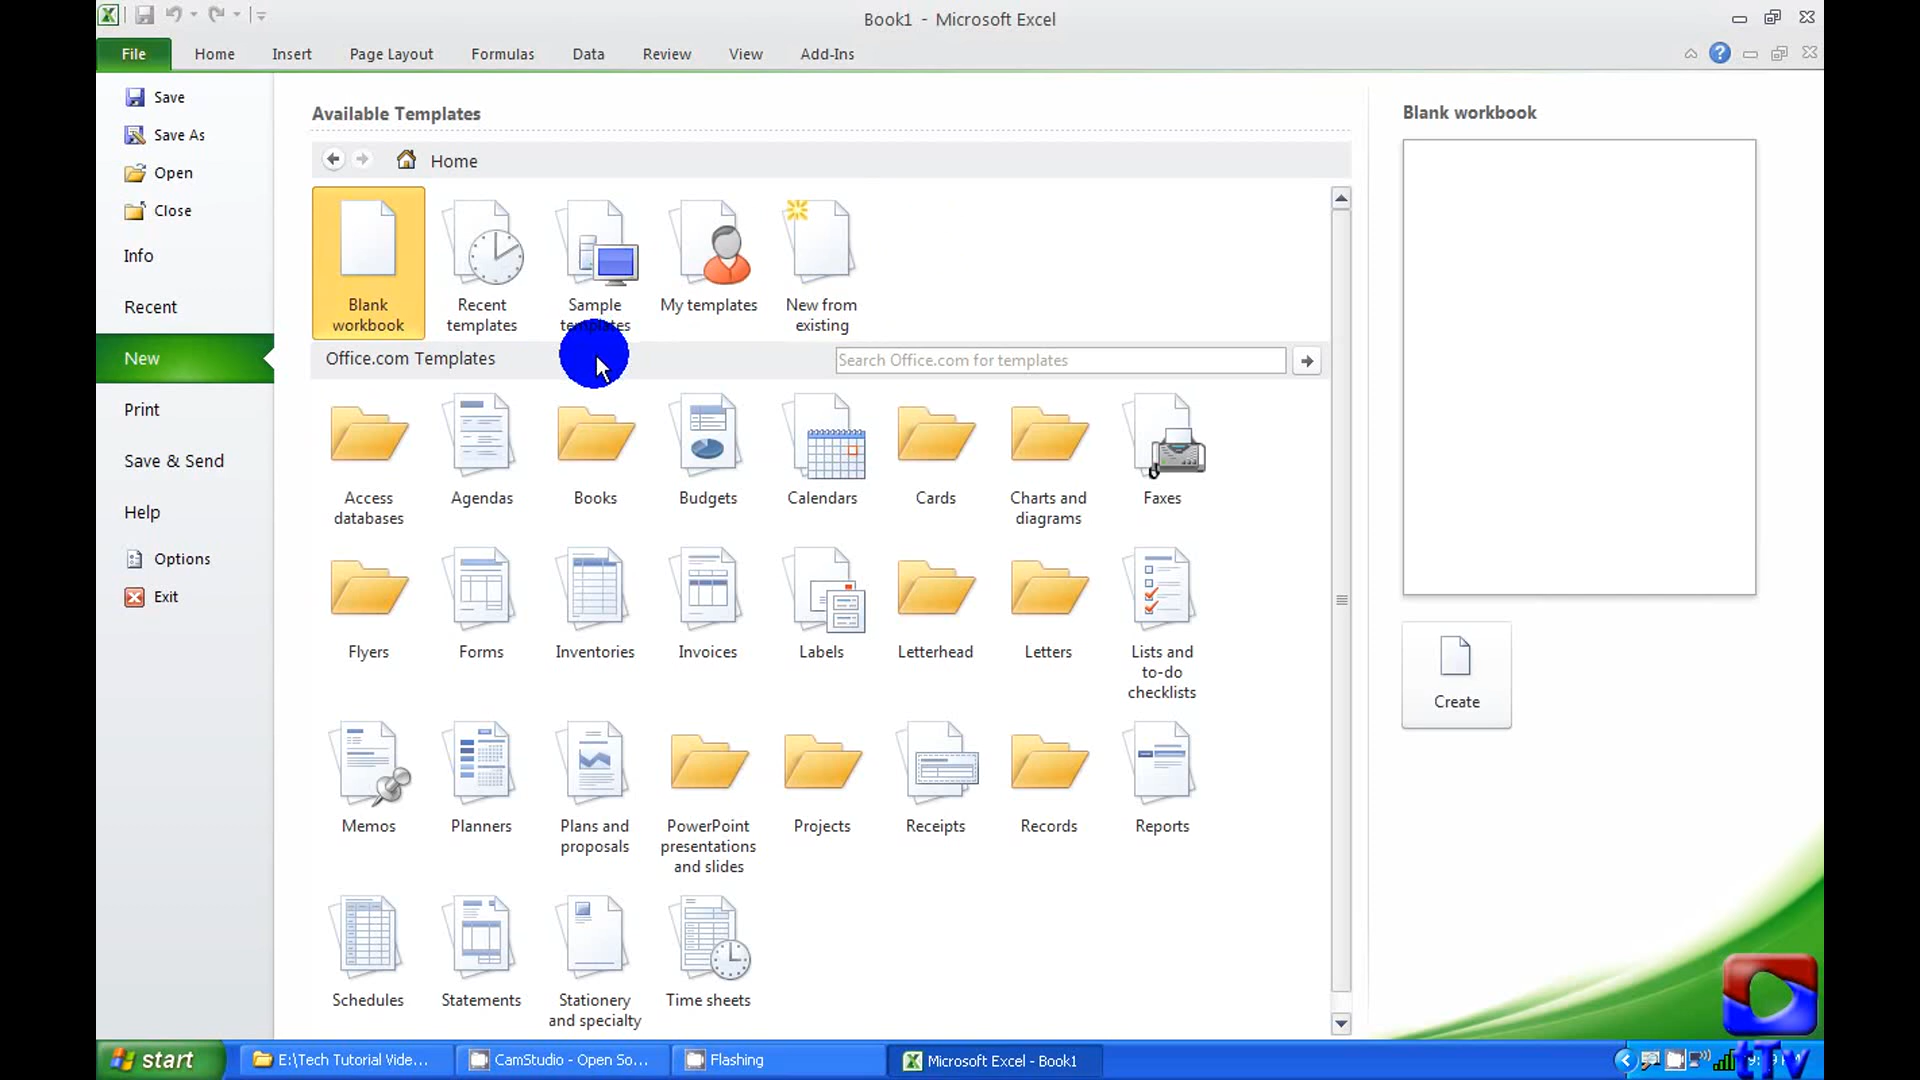 Book1 - Microsoft Excel
File Home Insert Page Layout Formulas Data Review View Add-Ins
Save
Save As
Open
Close
Info
Recent
New
Print
Save & Send
Help
Options
Exit
Available Templates
Home
Blank
workbook
Recent
templates
Sample
templates
My templates
New from
existing
Office.com Templates
Search Office.com for templates
Access
databases
Agendas
Books
Budgets
Calendars
Cards
Charts and
diagrams
Faxes
Flyers
Forms
Inventories
Invoices
Labels
Letterhead
Letters
Lists and
to-do
checklists
Memos
Planners
Plans and
proposals
PowerPoint
presentations
and slides
Projects
Receipts
Records
Reports
Schedules
Statements
Stationery
and specialty
Time sheets
Blank workbook
Create
start
E:\Tech Tutorial Vide...
CamStudio - Open So...
Flashing
Microsoft Excel - Book1
tTv